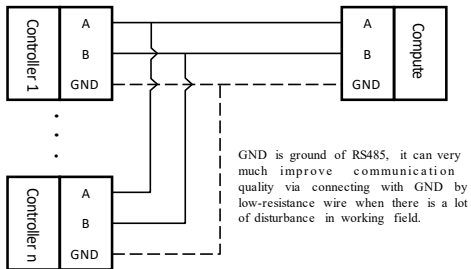 Controller 1
A
B
GND
A
B
GND
Compute
Controller n
A
B
GND
GND is ground of RS485, it can very
much improve communication
quality via connecting with GND by
low-resistance wire when there is a lot
of disturbance in working field.